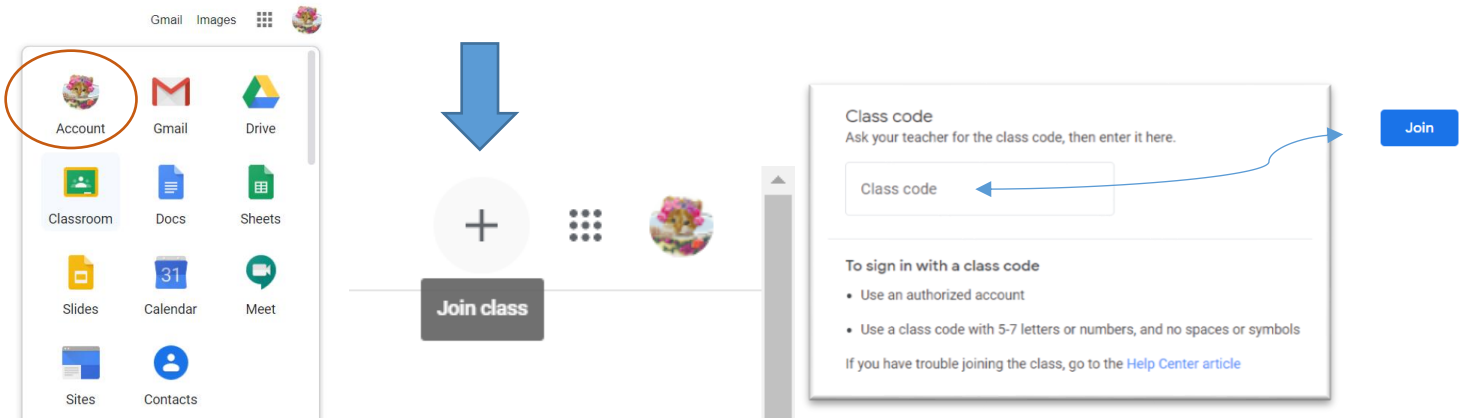 Gmail Images
Account Gmail Drive
Classroom Docs Sheets
31
Slides Calendar Meet
Sites Contacts
Join class
Class code
Ask your teacher for the class code, then enter it here.
Class code
Join
To sign in with a class code
• Use an authorized account
• Use a class code with 5-7 letters or numbers, and no spaces or symbols
If you have trouble joining the class, go to the Help Center article